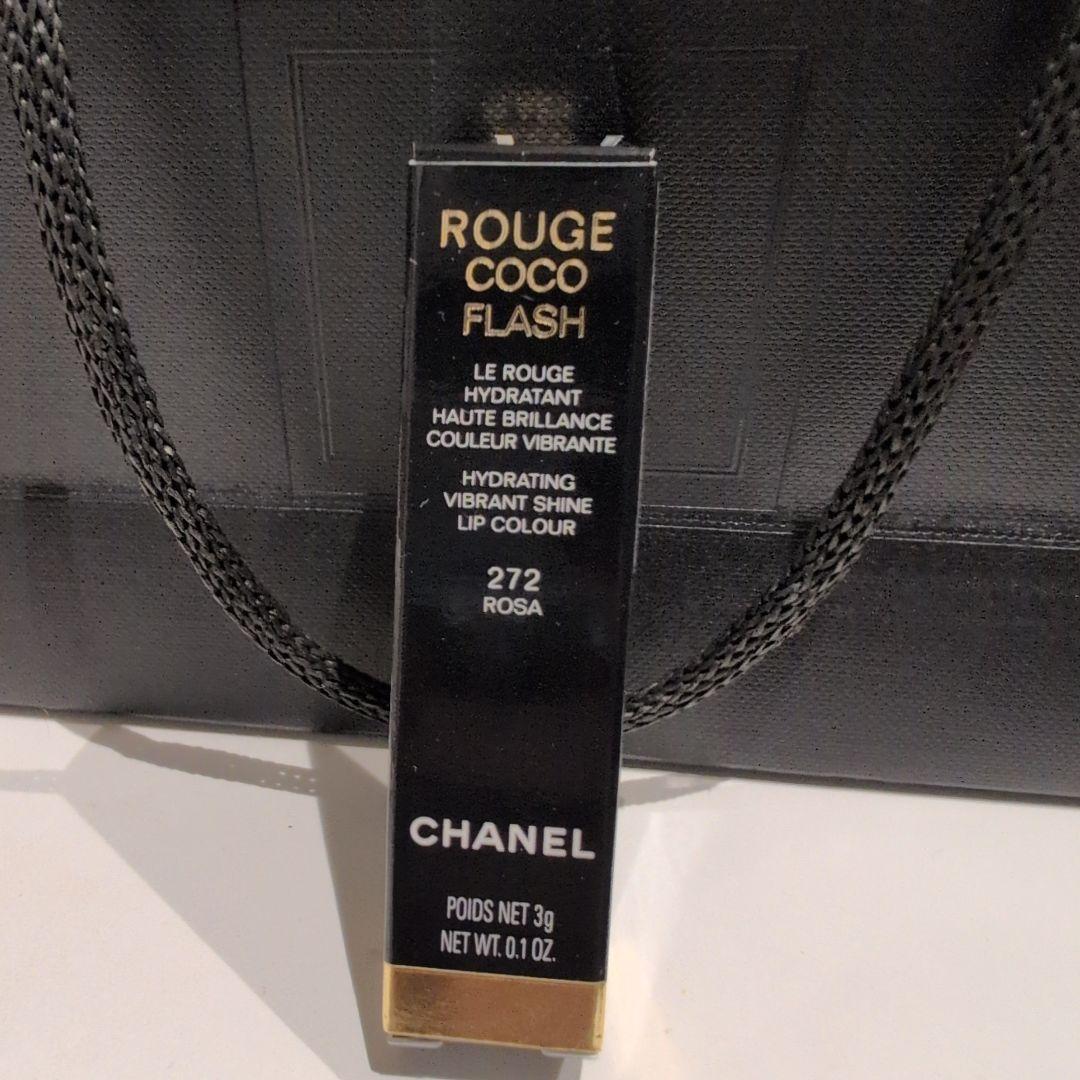 ROUGE
COCO
FLASH
LE ROUGE
HYDRATANT
HAUTE BRILLANCE
COULEUR VIBRANTE
HYDRATING
VIBRANT SHINE
LIP COLOUR
272
ROSA
CHANEL
POIDS NET 3g
NET WT. 0.1 OZ.